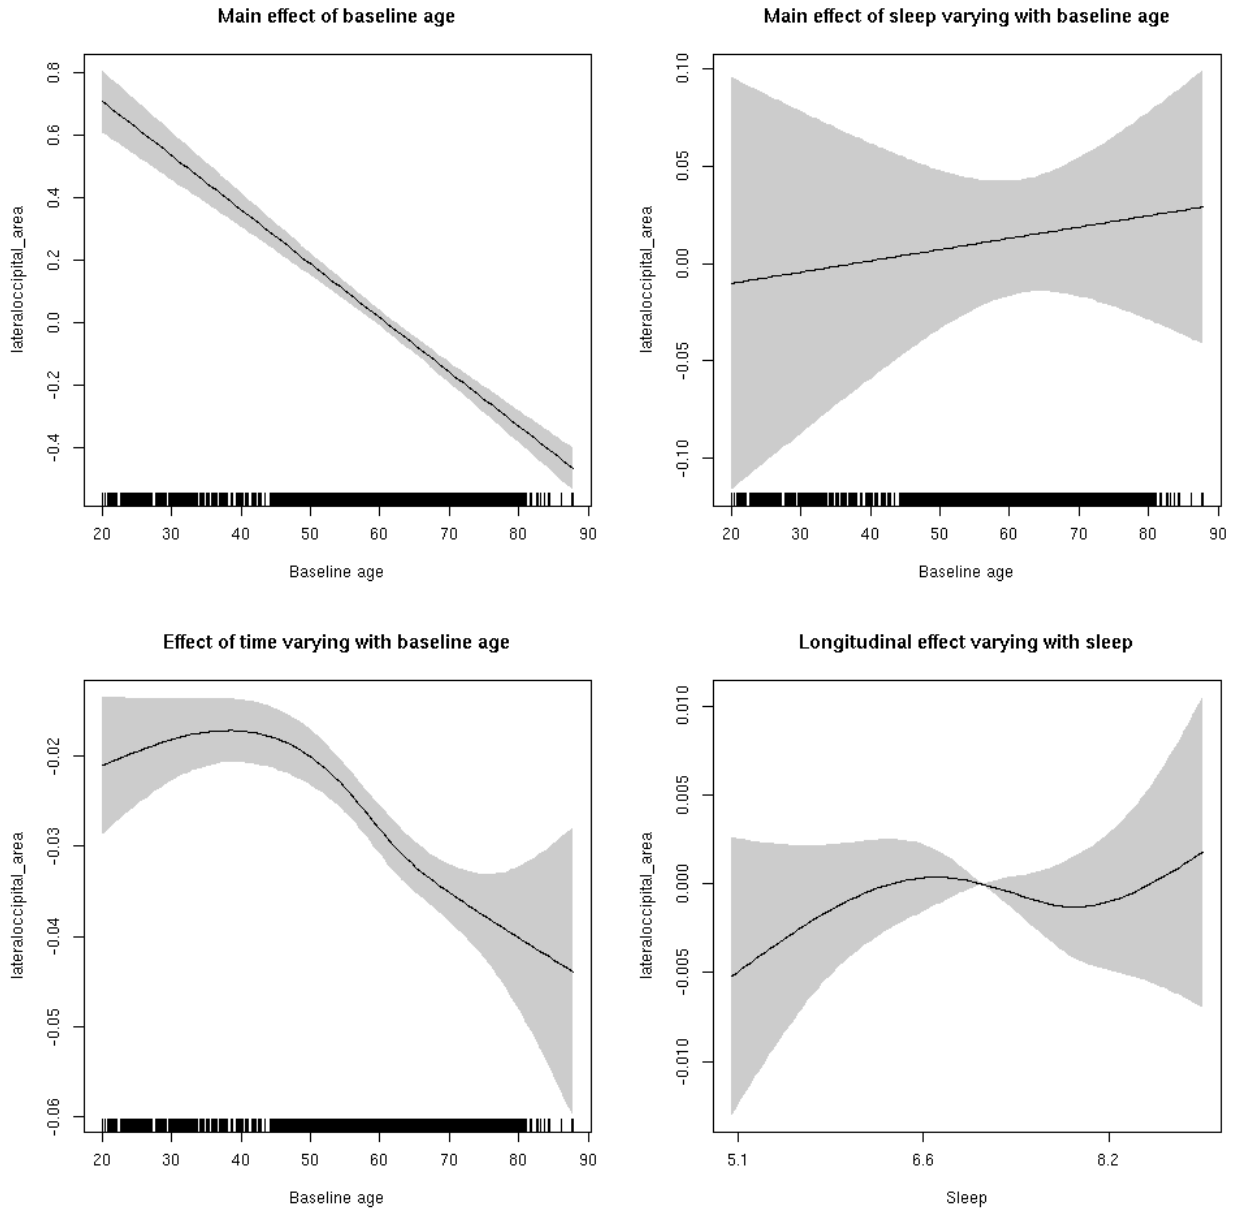 Main effect of baseline age
lateraloccipital_area
0.8
0.6
0.4
0.2
0.0
-0.2
-0.4
20 30 40 50 60 70 80 90
Baseline age
Main effect of sleep varying with baseline age
lateraloccipital_area
0.10
0.05
0.00
-0.05
-0.10
20 30 40 50 60 70 80 90
Baseline age
Effect of time varying with baseline age
lateraloccipital_area
-0.02
-0.03
-0.04
-0.05
-0.06
20 30 40 50 60 70 80 90
Baseline age
Longitudinal effect varying with sleep
lateraloccipital_area
0.010
0.005
0.000
-0.005
-0.010
5.1 6.6 8.2
Sleep